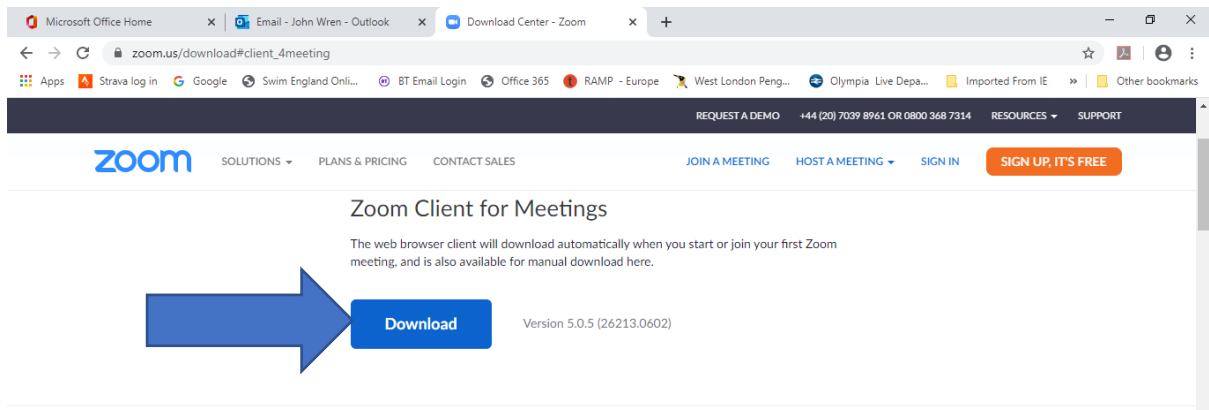 Microsoft Office Home
Email - John Wren - Outlook
Download Center - Zoom
zoom.us/download#client_4meeting
Apps Strava log in Google Swim England Onli... BT Email Login Office 365 RAMP - Europe West London Peng... Olympia Live Depa... Imported From IE » Other bookmarks
REQUEST A DEMO +44 (20) 7039 8961 OR 0800 368 7314 RESOURCES SUPPORT
zoom SOLUTIONS PLANS & PRICING CONTACT SALES JOIN A MEETING HOST A MEETING SIGN IN SIGN UP, IT'S FREE
Zoom Client for Meetings
The web browser client will download automatically when you start or join your first Zoom
meeting, and is also available for manual download here.
Download Version 5.0.5 (26213.0602)